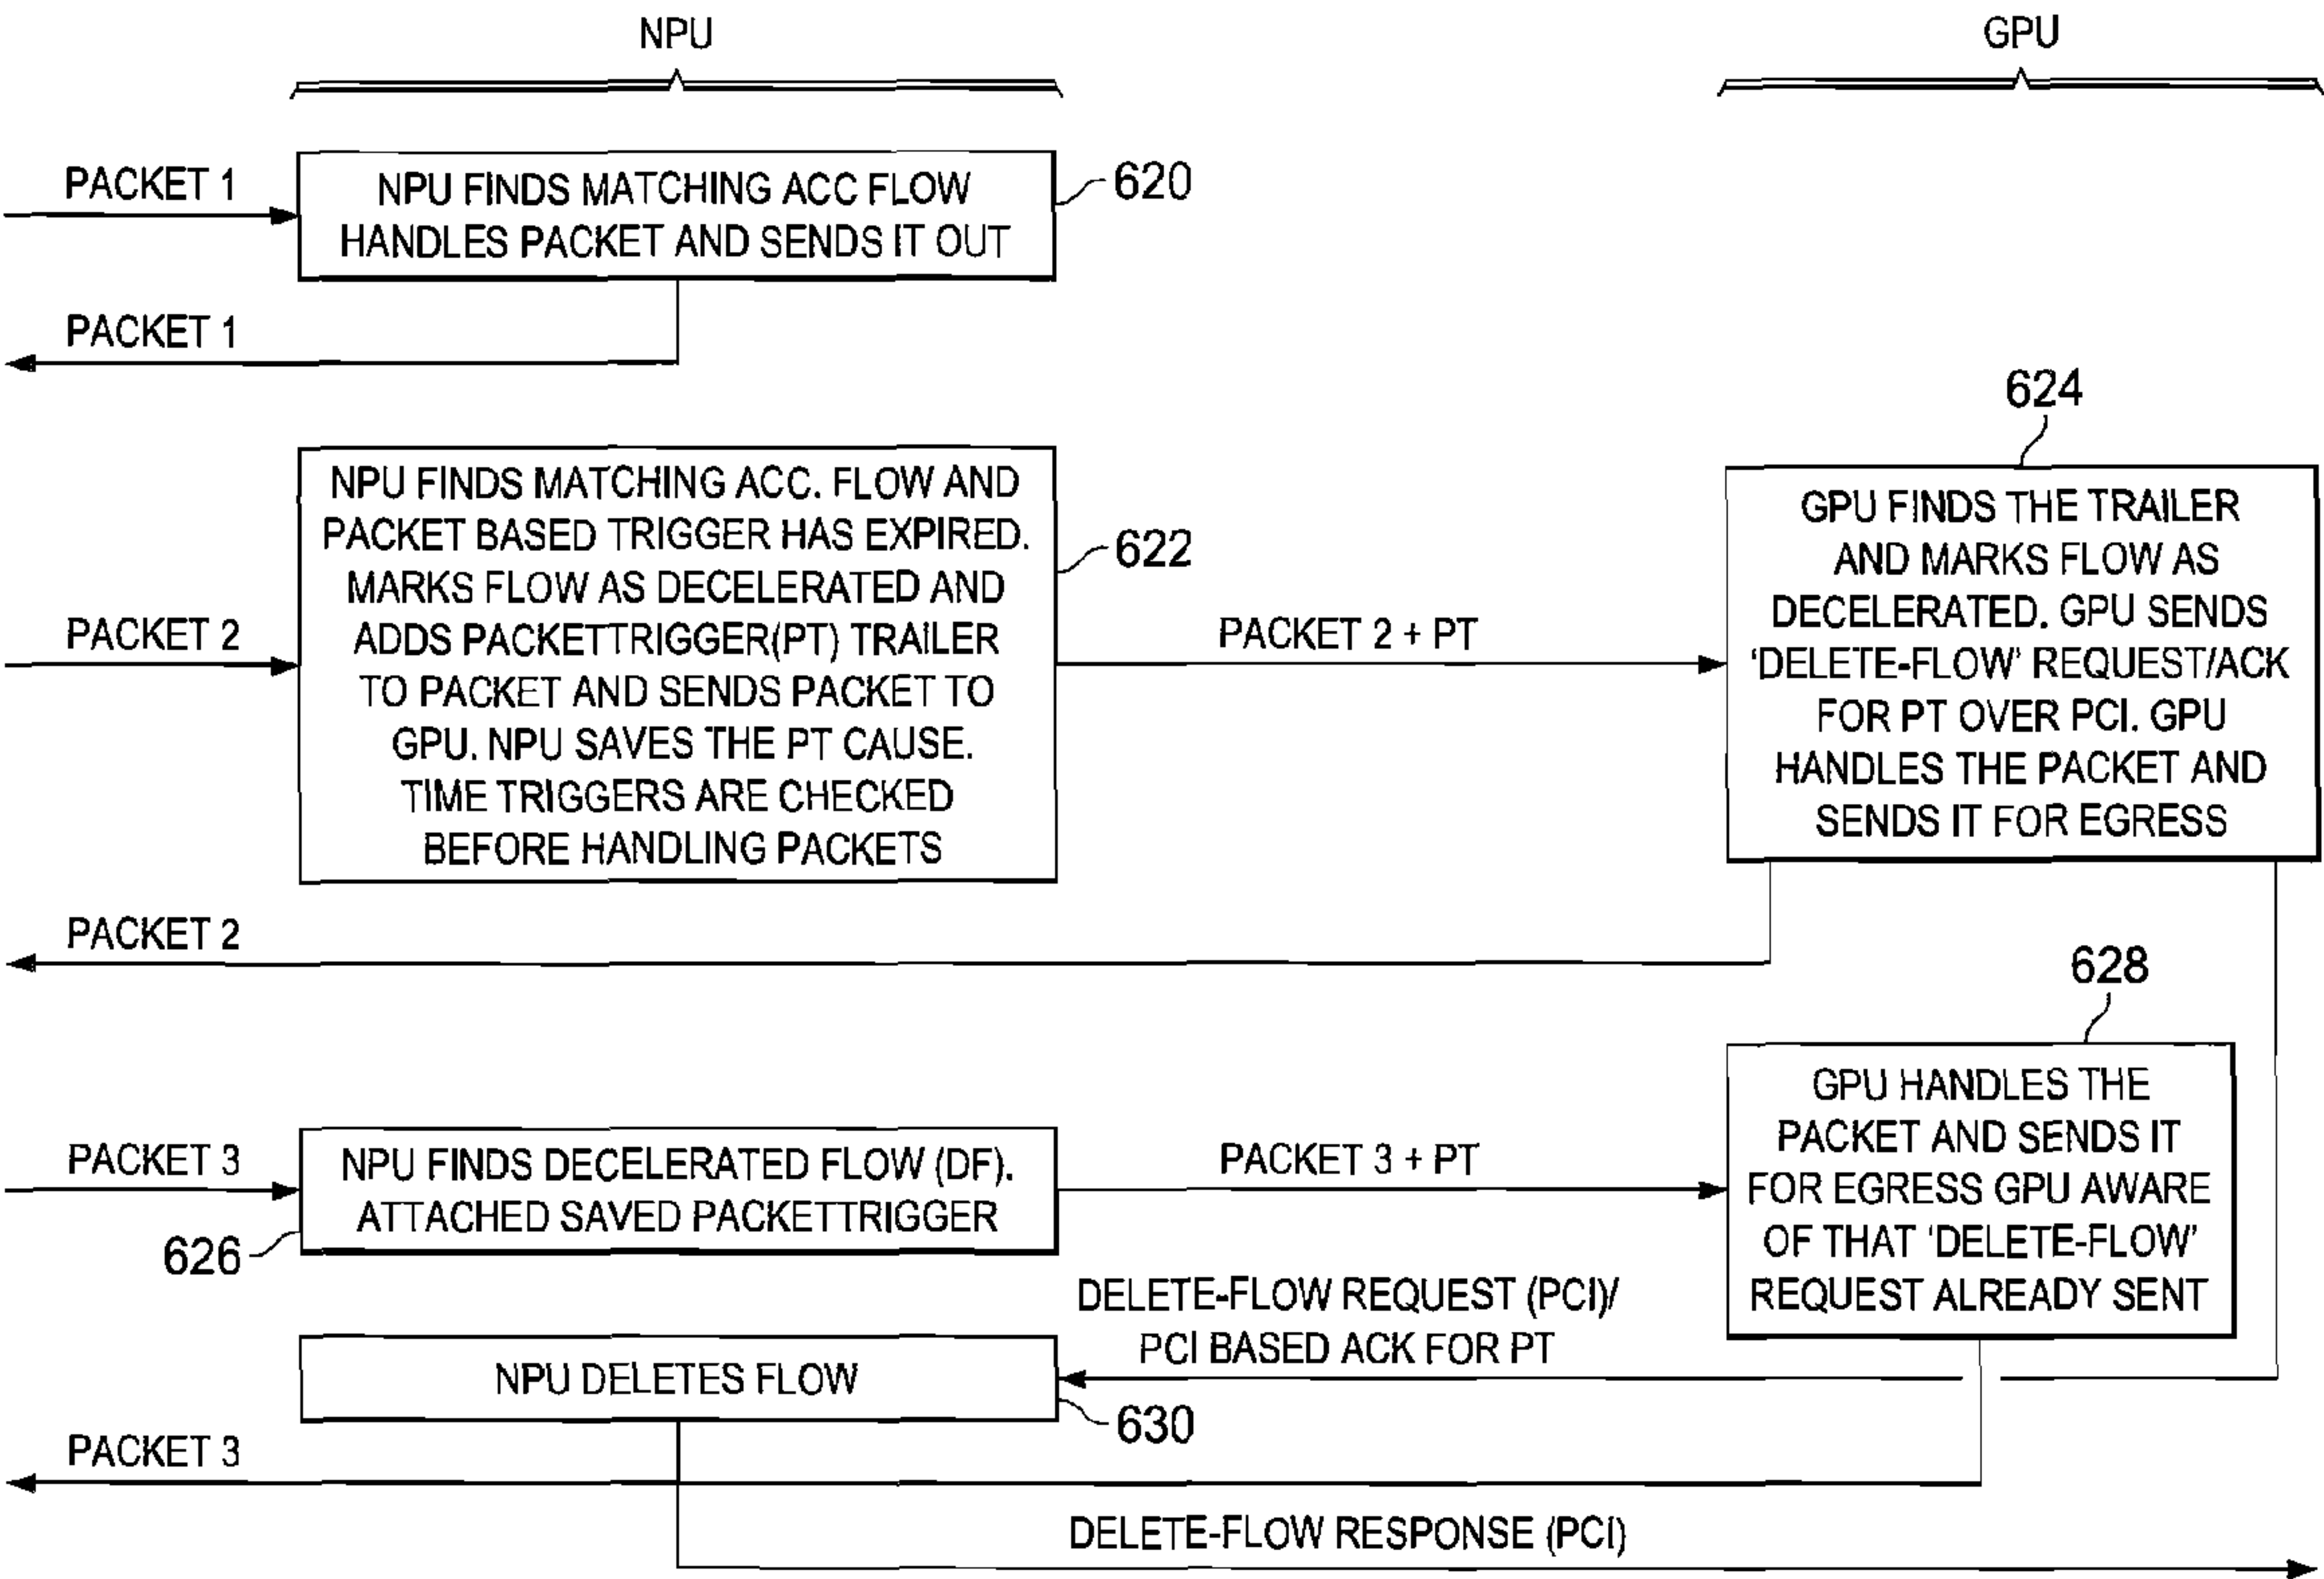 NPU
GPU
PACKET 1
NPU FINDS MATCHING ACC FLOW
HANDLES PACKET AND SENDS IT OUT
620
PACKET 1
PACKET 2
NPU FINDS MATCHING ACC. FLOW AND
PACKET BASED TRIGGER HAS EXPIRED.
MARKS FLOW AS DECELERATED AND
ADDS PACKETTRIGGER(PT) TRAILER
TO PACKET AND SENDS PACKET TO
GPU. NPU SAVES THE PT CAUSE.
TIME TRIGGERS ARE CHECKED
BEFORE HANDLING PACKETS
622
PACKET 2 + PT
624
GPU FINDS THE TRAILER
AND MARKS FLOW AS
DECELERATED. GPU SENDS
'DELETE-FLOW' REQUEST/ACK
FOR PT OVER PCI. GPU
HANDLES THE PACKET AND
SENDS IT FOR EGRESS
PACKET 2
PACKET 3
NPU FINDS DECELERATED FLOW (DF).
ATTACHED SAVED PACKETTRIGGER
626
PACKET 3 + PT
628
GPU HANDLES THE
PACKET AND SENDS IT
FOR EGRESS GPU AWARE
OF THAT 'DELETE-FLOW'
REQUEST ALREADY SENT
DELETE-FLOW REQUEST (PCI)/
PCI BASED ACK FOR PT
NPU DELETES FLOW
630
PACKET 3
DELETE-FLOW RESPONSE (PCI)